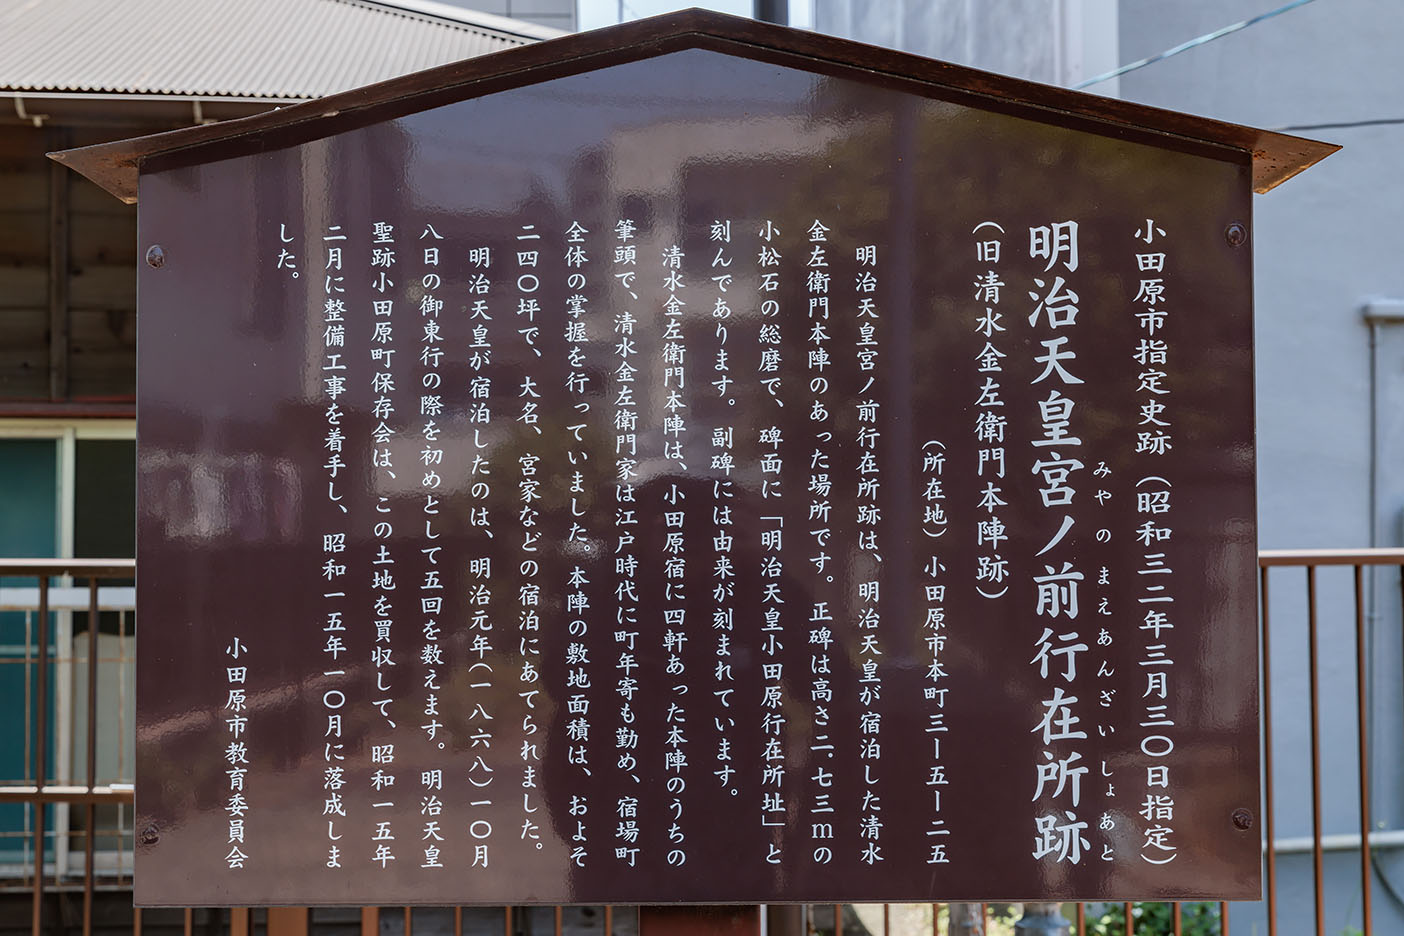 小田原市指定史跡（昭和三二年三月三〇日指定）
みやの まえあんざい しょあと
明治天皇宮ノ前行在所跡
（旧清水金左衛門本陣跡）
（所在地）小田原市本町三ー五ー二五
明治天皇宮ノ前行在所跡は、明治天皇が宿泊した清水
金左衛門本陣のあった場所です。正碑は高さ二.七三mの
小松石の総磨で、碑面に「明治天皇小田原行在所址」と
刻んであります。副碑には由来が刻まれています。
清水金左衛門本陣は、小田原宿に四軒あった本陣のうちの
筆頭で、清水金左衛門家は江戸時代に町年寄も勤め、宿場町
全体の掌握を行っていました。本陣の敷地面積は、およそ
二四〇坪で、大名、宮家などの宿泊にあてられました。
明治天皇が宿泊したのは、明治元年（一八六八）一〇月
八日の御東行の際を初めとして五回を数えます。明治天皇
聖跡小田原町保存会は、この土地を買収して、昭和一五年
二月に整備工事を着手し、昭和一五年一〇月に落成しま
した。
小田原市教育委員会